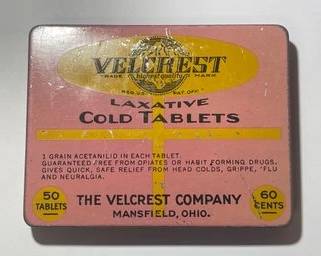 VELCREST
TRADE highest quality MARK
REG. U.S. PAT. OFF.
LAXATIVE
COLD TABLETS
1 GRAIN ACETANILID IN EACH TABLET.
GUARANTEED FREE FROM OPIATES OR HABIT FORMING DRUGS.
GIVES QUICK, SAFE RELIEF FROM HEAD COLDS, GRIPPE, 'FLU
AND NEURALGIA.
50
TABLETS
THE VELCREST COMPANY
MANSFIELD, OHIO.
60
CENTS